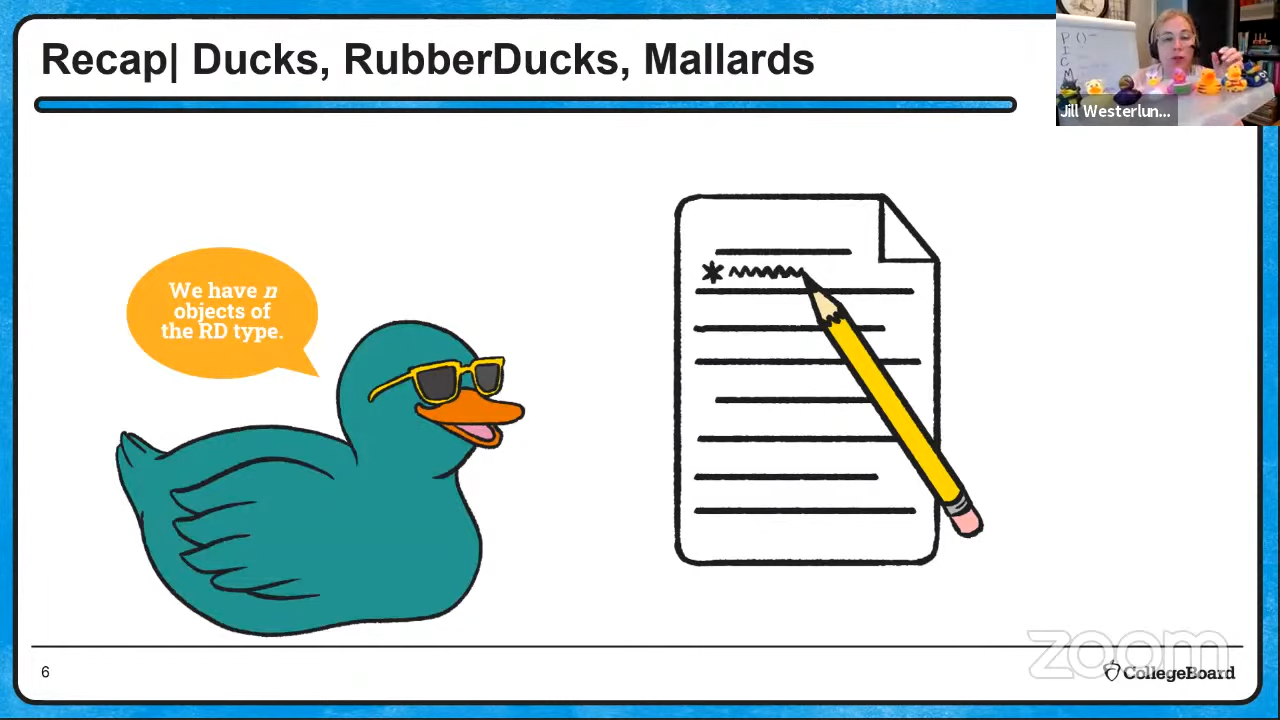 Recap| Ducks, RubberDucks, Mallards
P ()-
I
C
M
Jill Westerlun...
We have n
objects of
the RD type.
6
zoom
CollegeBoard